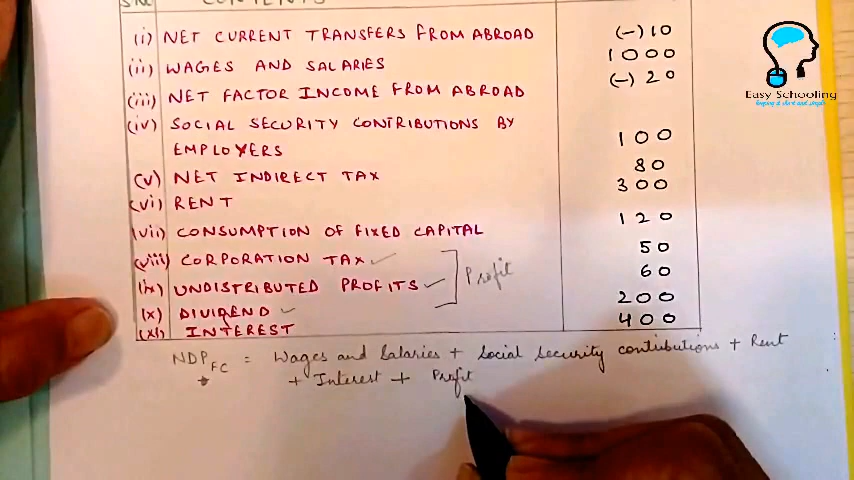 (i) NET CURRENT TRANSFERS FROM ABROAD (-) 10
(ii) WAGES AND SALARIES 1000
(iii) NET FACTOR INCOME FROM ABROAD (-) 20
(iv) SOCIAL SECURITY CONTRIBUTIONS BY
EMPLOYERS 100
(v) NET INDIRECT TAX 80
(vi) RENT 300
(vii) CONSUMPTION OF FIXED CAPITAL 120
(viii) CORPORATION TAX 50
(ix) UNDISTRIBUTED PROFITS 60
Profit
(x) DIVIDEND 200
(xi) INTEREST 400
NDP FC = Wages and Salaries + Social Security contibutions + Rent
+ Interest + Profit
Easy Schooling